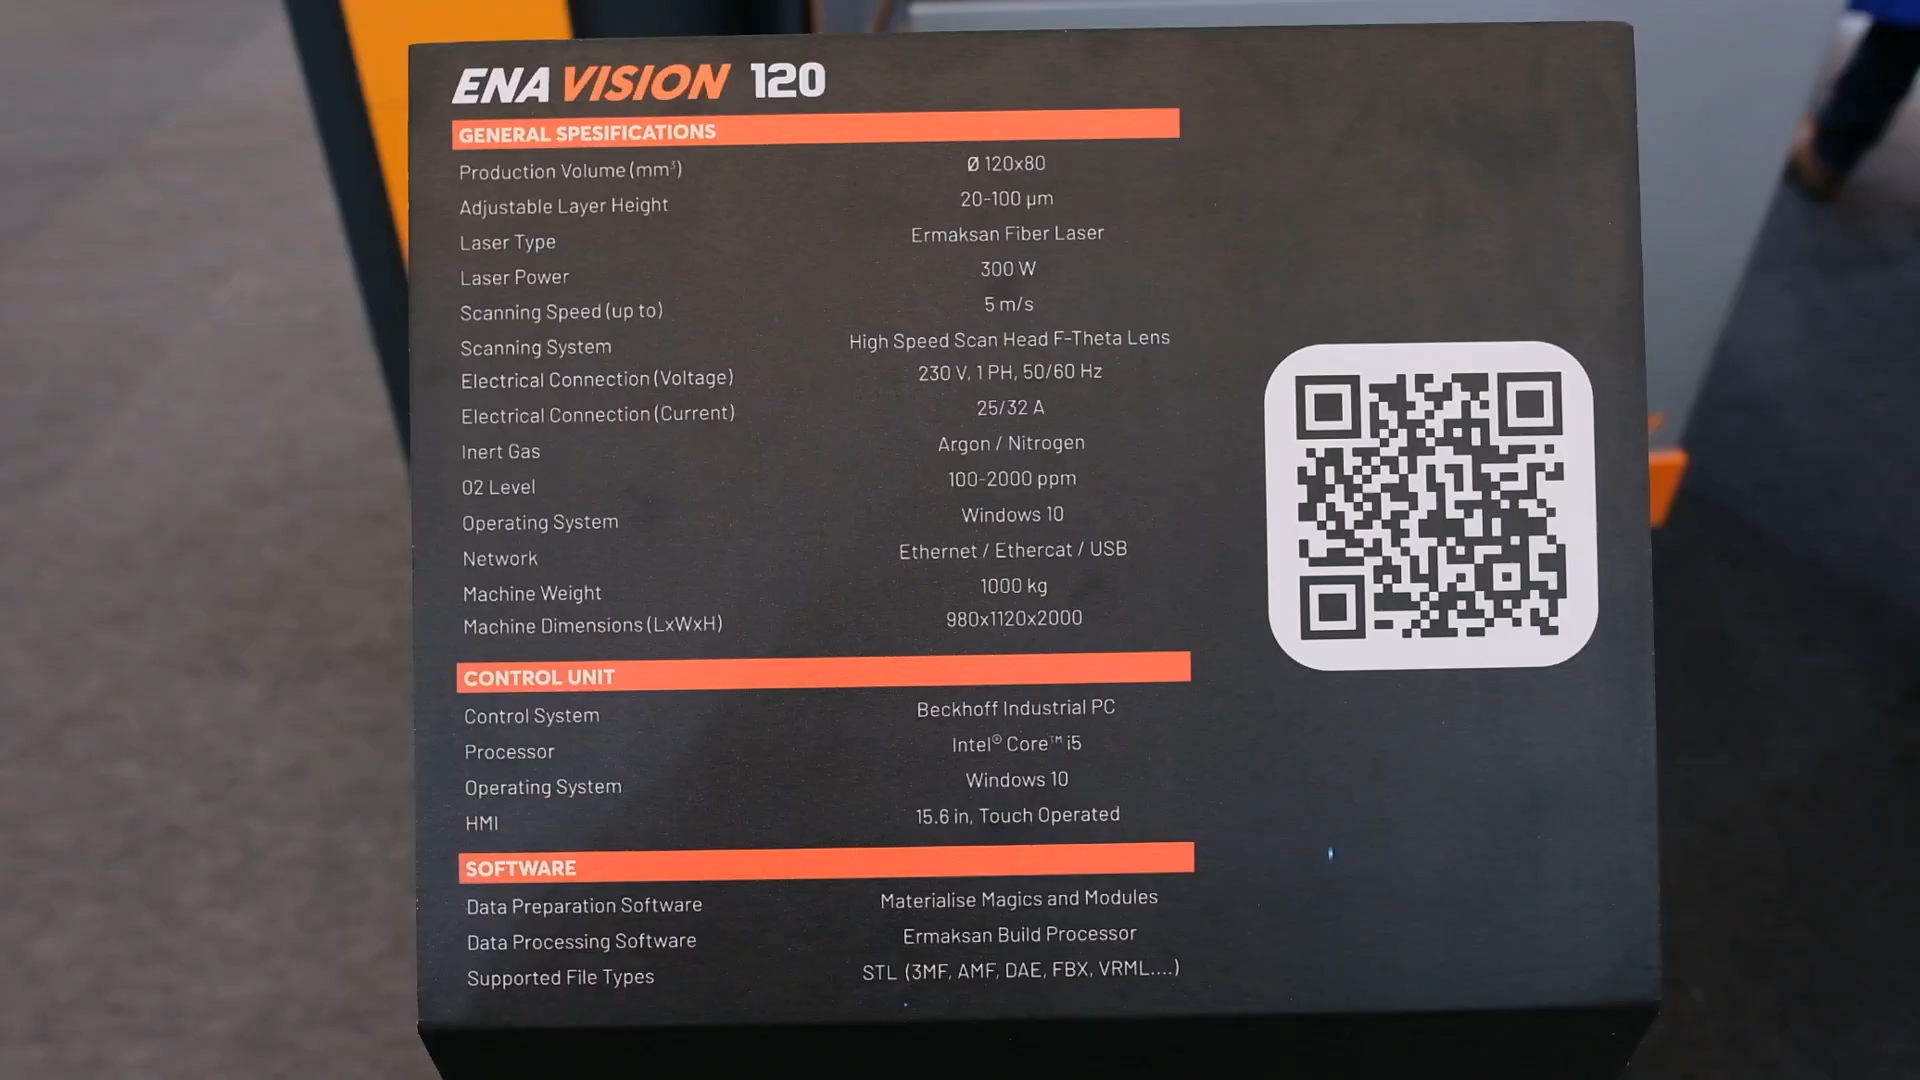 ENAVISION 120
GENERAL SPESIFICATIONS
Production Volume (mm³) Ø 120x80
Adjustable Layer Height 20-100 µm
Laser Type Ermaksan Fiber Laser
Laser Power 300 W
Scanning Speed (up to) 5 m/s
Scanning System High Speed Scan Head F-Theta Lens
Electrical Connection (Voltage) 230 V, 1 PH, 50/60 Hz
Electrical Connection (Current) 25/32 A
Inert Gas Argon / Nitrogen
O2 Level 100-2000 ppm
Operating System Windows 10
Network Ethernet / Ethercat / USB
Machine Weight 1000 kg
Machine Dimensions (LxWxH) 980x1120x2000
CONTROL UNIT
Control System Beckhoff Industrial PC
Processor Intel® Core™ i5
Operating System Windows 10
HMI 15.6 in, Touch Operated
SOFTWARE
Data Preparation Software Materialise Magics and Modules
Data Processing Software Ermaksan Build Processor
Supported File Types STL (3MF, AMF, DAE, FBX, VRML....)